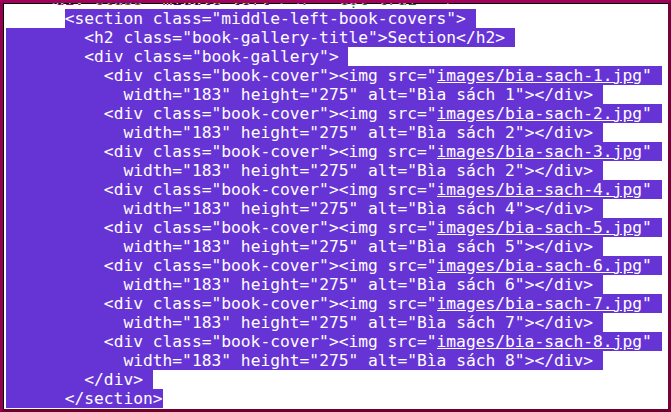 <section class="middle-left-book-covers">
<h2 class="book-gallery-title">Section</h2>
<div class="book-gallery">
<div class="book-cover"><img src="images/bia-sach-1.jpg"
width="183" height="275" alt="Bìa sách 1"></div>
<div class="book-cover"><img src="images/bia-sach-2.jpg"
width="183" height="275" alt="Bìa sách 2"></div>
<div class="book-cover"><img src="images/bia-sach-3.jpg"
width="183" height="275" alt="Bìa sách 2"></div>
<div class="book-cover"><img src="images/bia-sach-4.jpg"
width="183" height="275" alt="Bìa sách 4"></div>
<div class="book-cover"><img src="images/bia-sach-5.jpg"
width="183" height="275" alt="Bìa sách 5"></div>
<div class="book-cover"><img src="images/bia-sach-6.jpg"
width="183" height="275" alt="Bìa sách 6"></div>
<div class="book-cover"><img src="images/bia-sach-7.jpg"
width="183" height="275" alt="Bìa sách 7"></div>
<div class="book-cover"><img src="images/bia-sach-8.jpg"
width="183" height="275" alt="Bìa sách 8"></div>
</div>
</section>